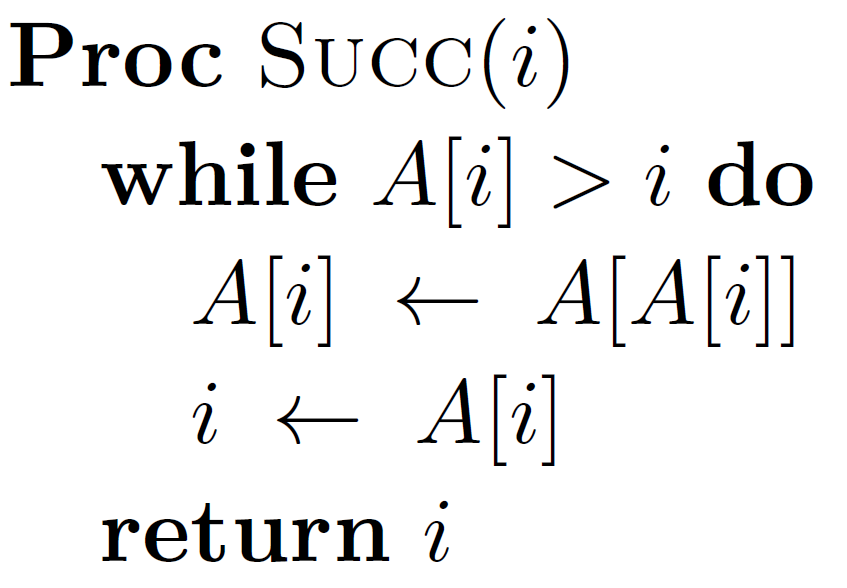 Proc Succ(i)
while A[i] > i do
A[i] ← A[A[i]]
i ← A[i]
return i